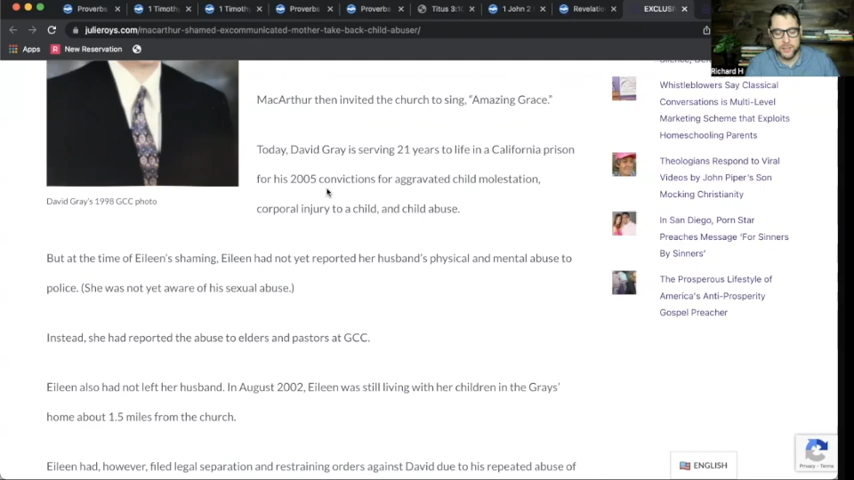 Proverbs
1 Timoth
1 Timoth
Proverbs
Proverbs
Titus 3:10
1 John 2
Revelatio
EXCLUSI
julieroys.com/macarthur-shamed-excommunicated-mother-take-back-child-abuser/
Apps
New Reservation
Richard H
MacArthur then invited the church to sing, “Amazing Grace.”
Today, David Gray is serving 21 years to life in a California prison
for his 2005 convictions for aggravated child molestation,
corporal injury to a child, and child abuse.
David Gray's 1998 GCC photo
But at the time of Eileen’s shaming, Eileen had not yet reported her husband’s physical and mental abuse to
police. (She was not yet aware of his sexual abuse.)
Instead, she had reported the abuse to elders and pastors at GCC.
Eileen also had not left her husband. In August 2002, Eileen was still living with her children in the Grays’
home about 1.5 miles from the church.
Eileen had, however, filed legal separation and restraining orders against David due to his repeated abuse of
Whistleblowers Say Classical
Conversations is Multi-Level
Marketing Scheme that Exploits
Homeschooling Parents
Theologians Respond to Viral
Videos by John Piper's Son
Mocking Christianity
In San Diego, Porn Star
Preaches Message 'For Sinners
By Sinners'
The Prosperous Lifestyle of
America's Anti-Prosperity
Gospel Preacher
ENGLISH
Privacy - Terms